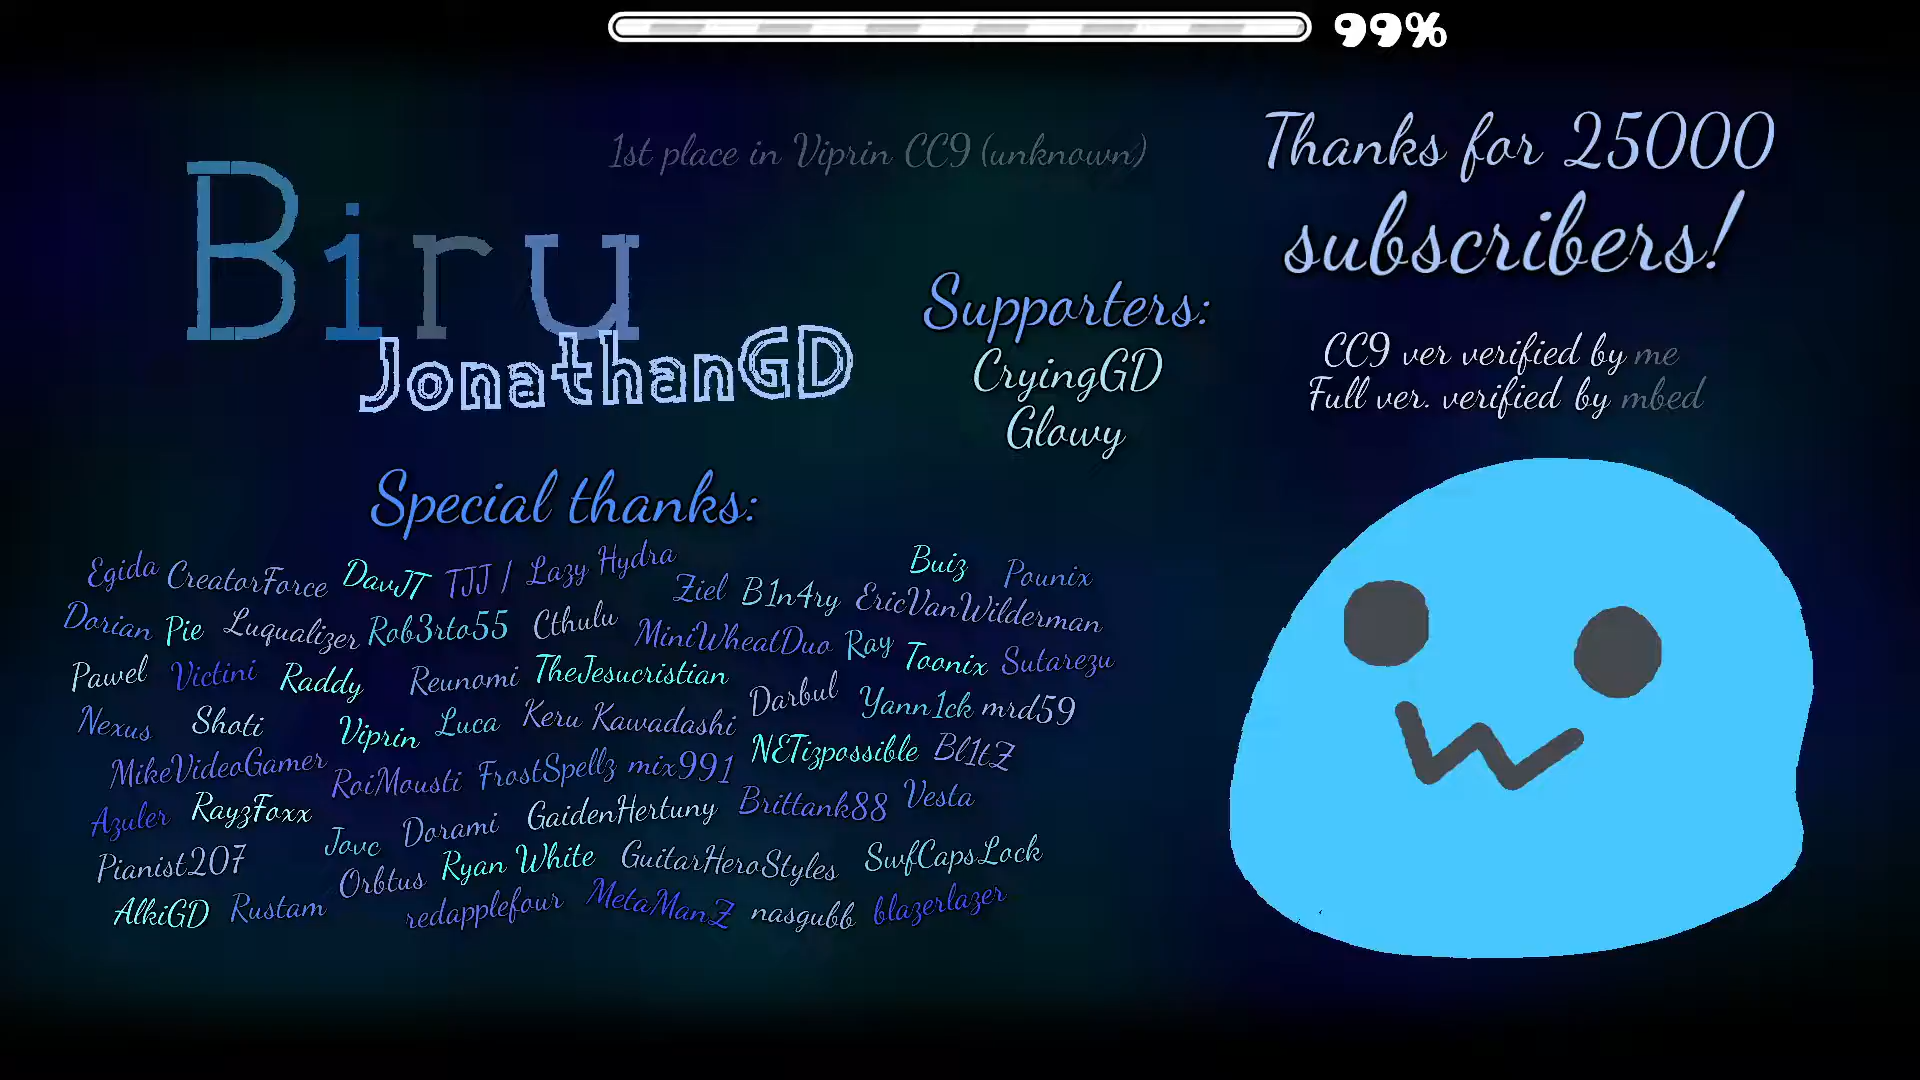 99%
1st place in Viprin CC9 (unknown)
Biru
JonathanGD
Thanks for 25000
subscribers!
Supporters:
CryingGD
Glowy
CC9 ver verified by me
Full ver. verified by mbed
Special thanks:
Egida CreatorForce DavJT TJJ / Lazy Hydra Ziel B1n4ry Buiz Pounix
Dorian Pie Luqualizer Rob3rto55 Cthulu MiniWheatDuo Ray EricVanWilderman
Pawel Victini Raddy Reunomi TheJesucristian Darbul Toonix Sutarezu
Nexus Shoti Viprin Luca Keru Kawadashi Yann1ck mrd59
MikeVideoGamer RoiMousti FrostSpellz mix991 NETizpossible Bl1tZ
Azuler RayzFoxx Jovc Dorami GaidenHertuny Brittank88 Vesta
Pianist207 Orbtus Ryan White GuitarHeroStyles SwfCapsLock
AlkiGD Rustam redapplefour MetaManZ nasgubb blazerlazer